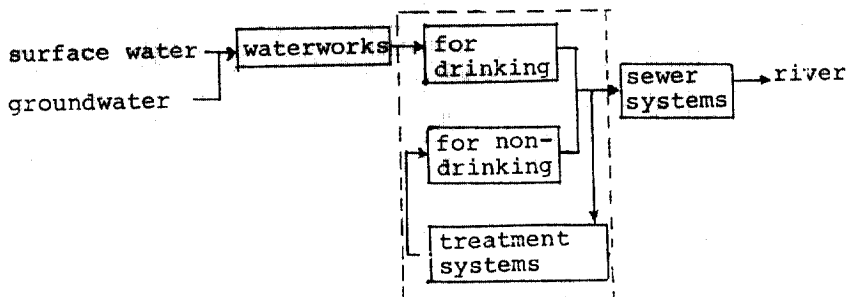 surface water
groundwater
waterworks
for
drinking
for non-
drinking
treatment
systems
sewer
systems
river